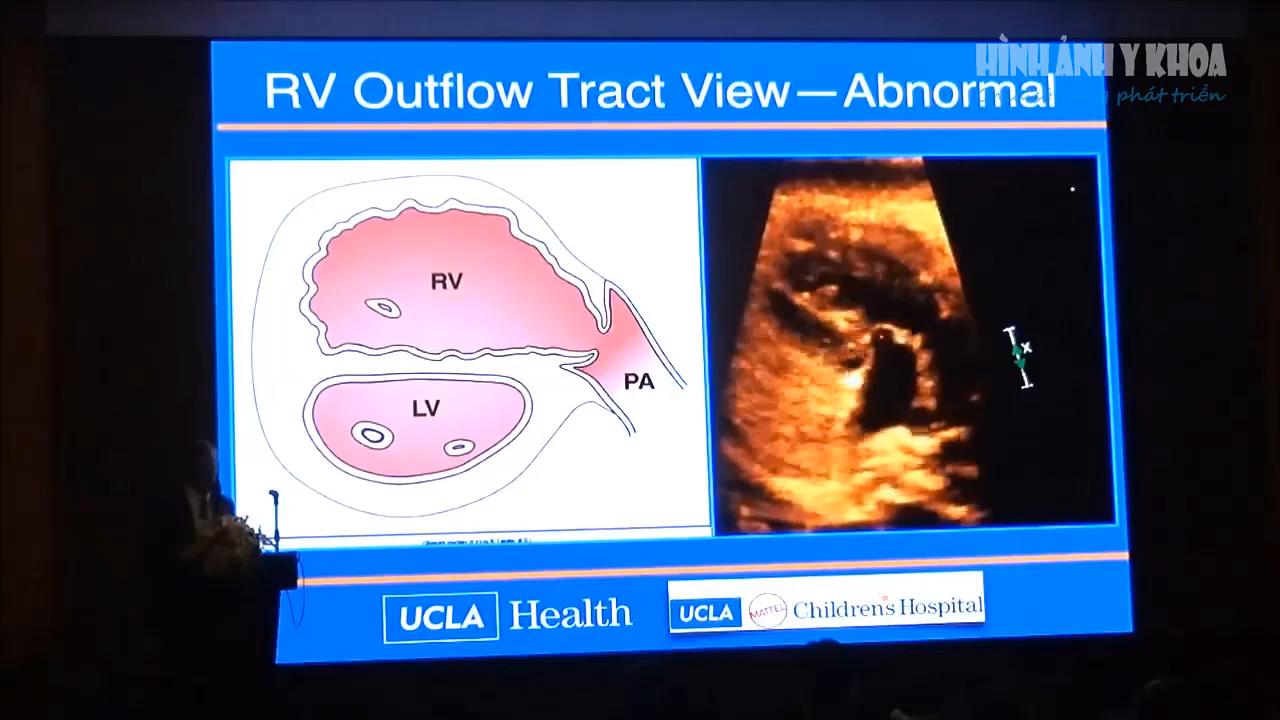 HÌNH ẢNH Y KHOA
phát triển
RV Outflow Tract View—Abnormal
RV
PA
LV
UCLA Health
UCLA MATTEL Children's Hospital